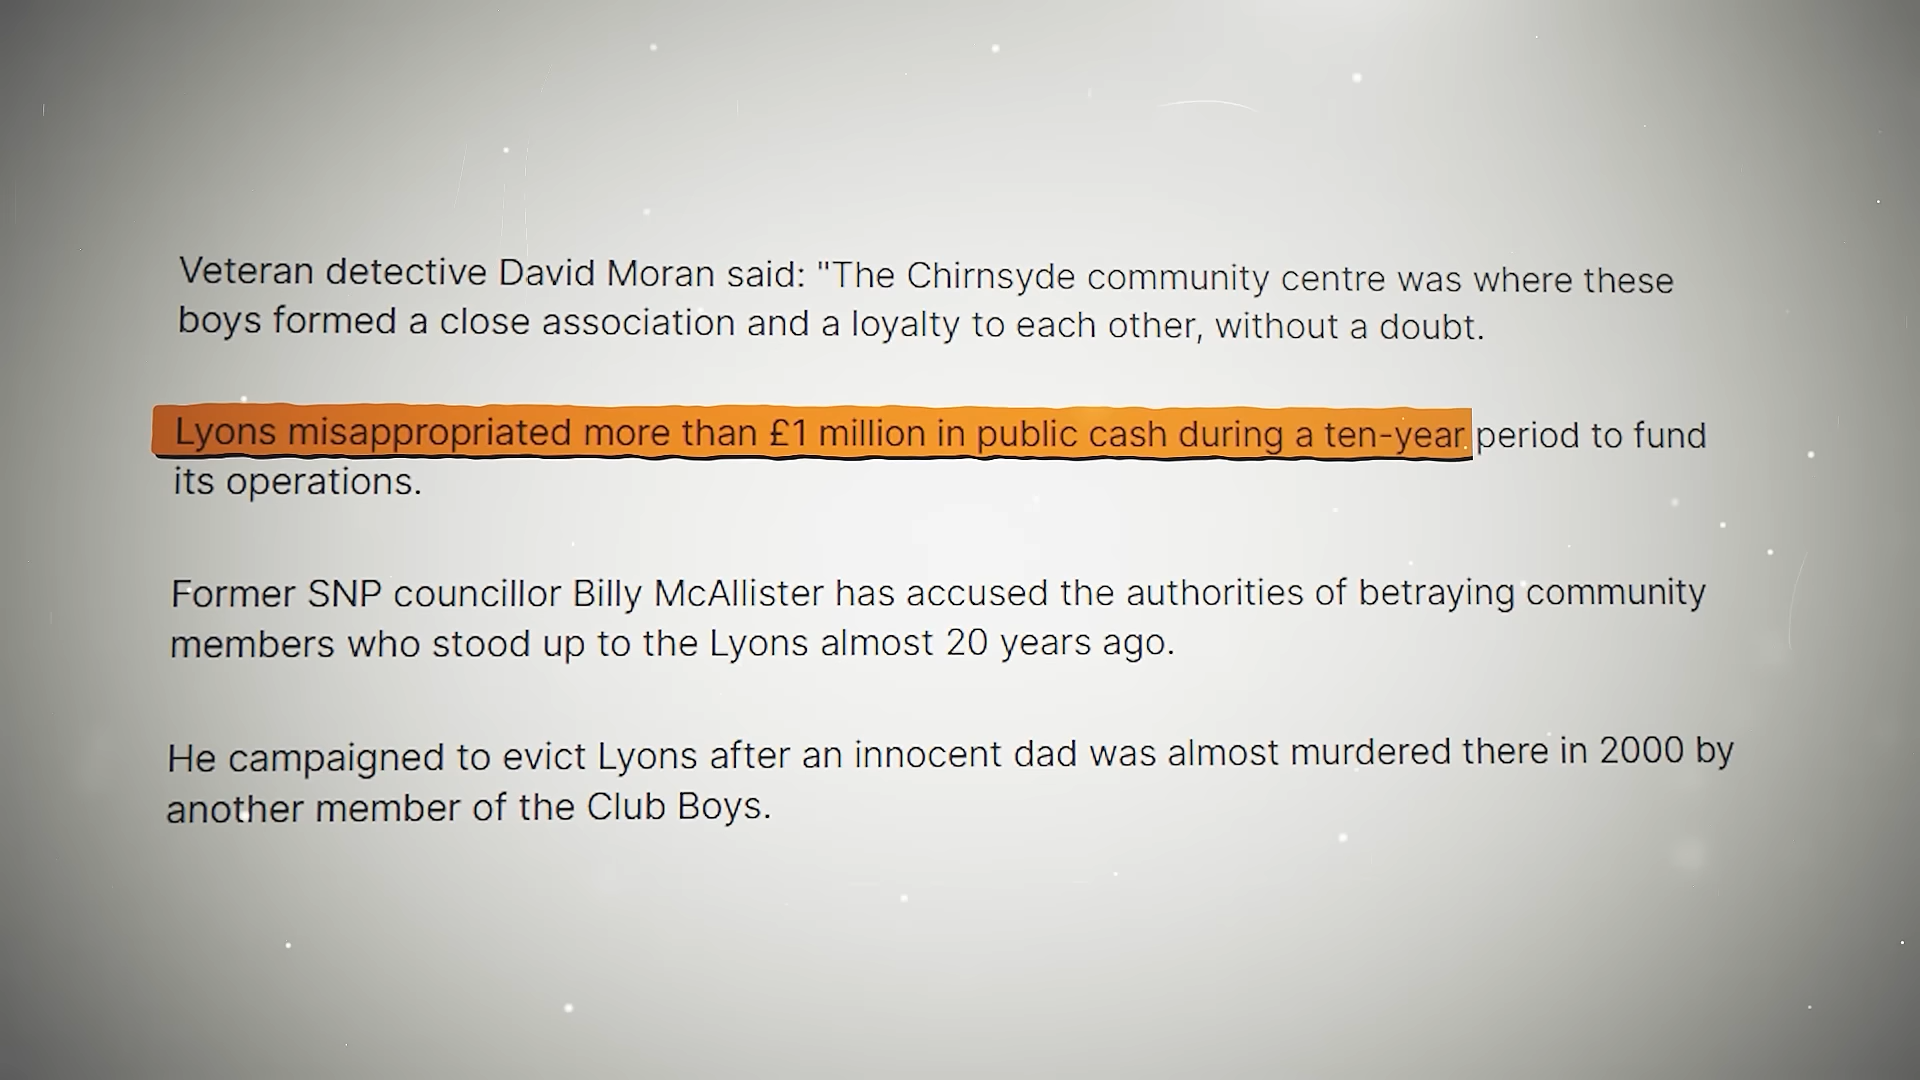 Veteran detective David Moran said: "The Chirnsyde community centre was where these
boys formed a close association and a loyalty to each other, without a doubt.
Lyons misappropriated more than £1 million in public cash during a ten-year period to fund
its operations.
Former SNP councillor Billy McAllister has accused the authorities of betraying community
members who stood up to the Lyons almost 20 years ago.
He campaigned to evict Lyons after an innocent dad was almost murdered there in 2000 by
another member of the Club Boys.